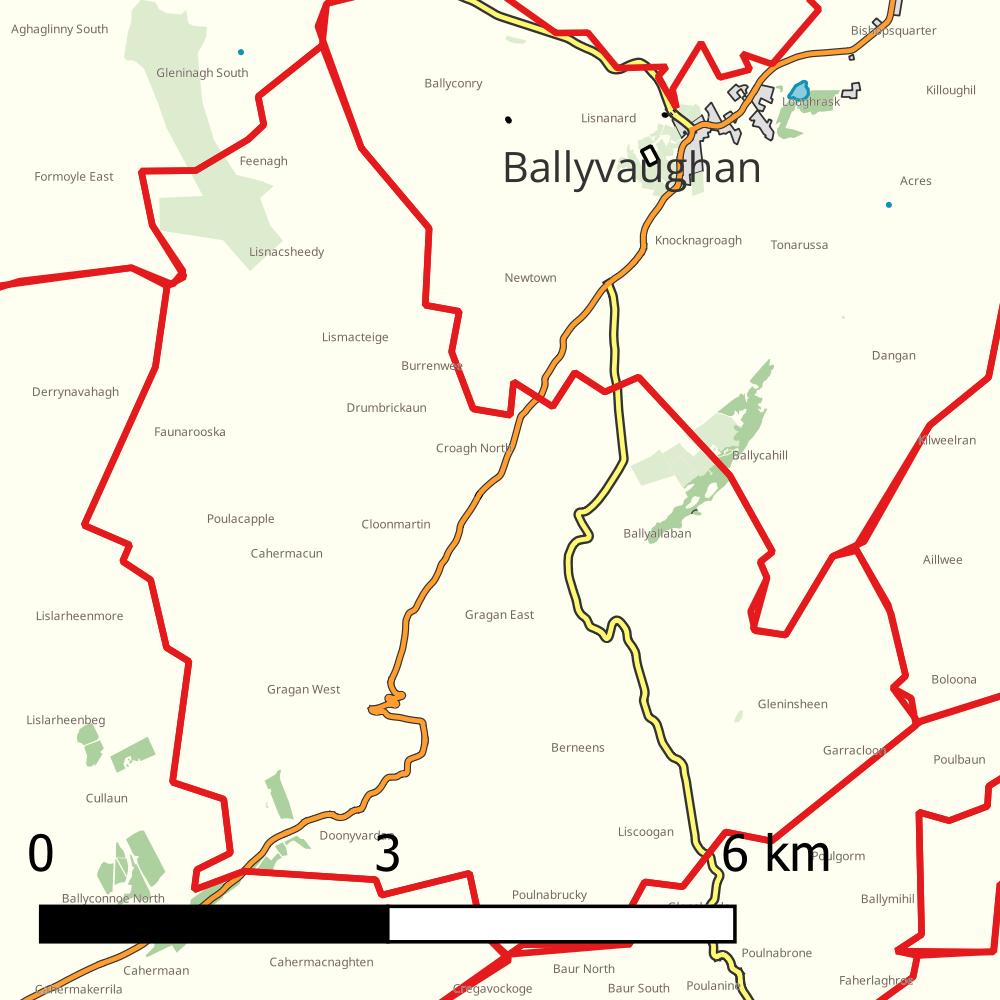 Aghaglinny South
Bishopsquarter
Gleninagh South
Ballyconry
Killoughil
Loughrask
Lisnanard
Feenagh
Ballyvaughan
Formoyle East
Acres
Knocknagroagh
Tonarussa
Lisnacsheedy
Newtown
Lismacteige
Dangan
Burrenwee
Derrynavahagh
Drumbrickaun
Faunarooska
Kilweelran
Croagh North
Ballycahill
Poulacapple
Cloonmartin
Ballyallaban
Cahermacun
Aillwee
Lislarheenmore
Gragan East
Boloona
Gragan West
Gleninsheen
Lislarheenbeg
Berneens
Garracloon
Poulbaun
Cullaun
Doonyvardan
Liscoogan
0 3 6 km
Poulgorm
Poulnabrucky
Ballyconnoe North
Ballymihil
Poulnabrone
Cahermacnaghten
Cahermaan
Baur North
Faherlaghroe
Cahermakerrila
Cregavockoge
Baur South
Poulanine